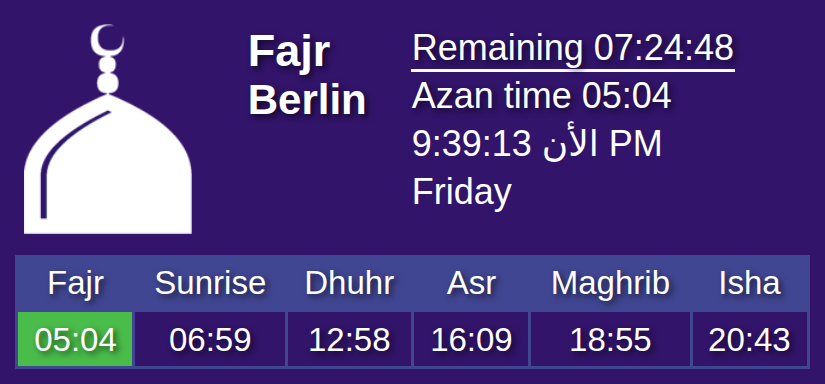 Fajr
Berlin
Remaining 07:24:48
Azan time 05:04
9:39:13 الأن PM
Friday
Fajr Sunrise Dhuhr Asr Maghrib Isha
05:04 06:59 12:58 16:09 18:55 20:43